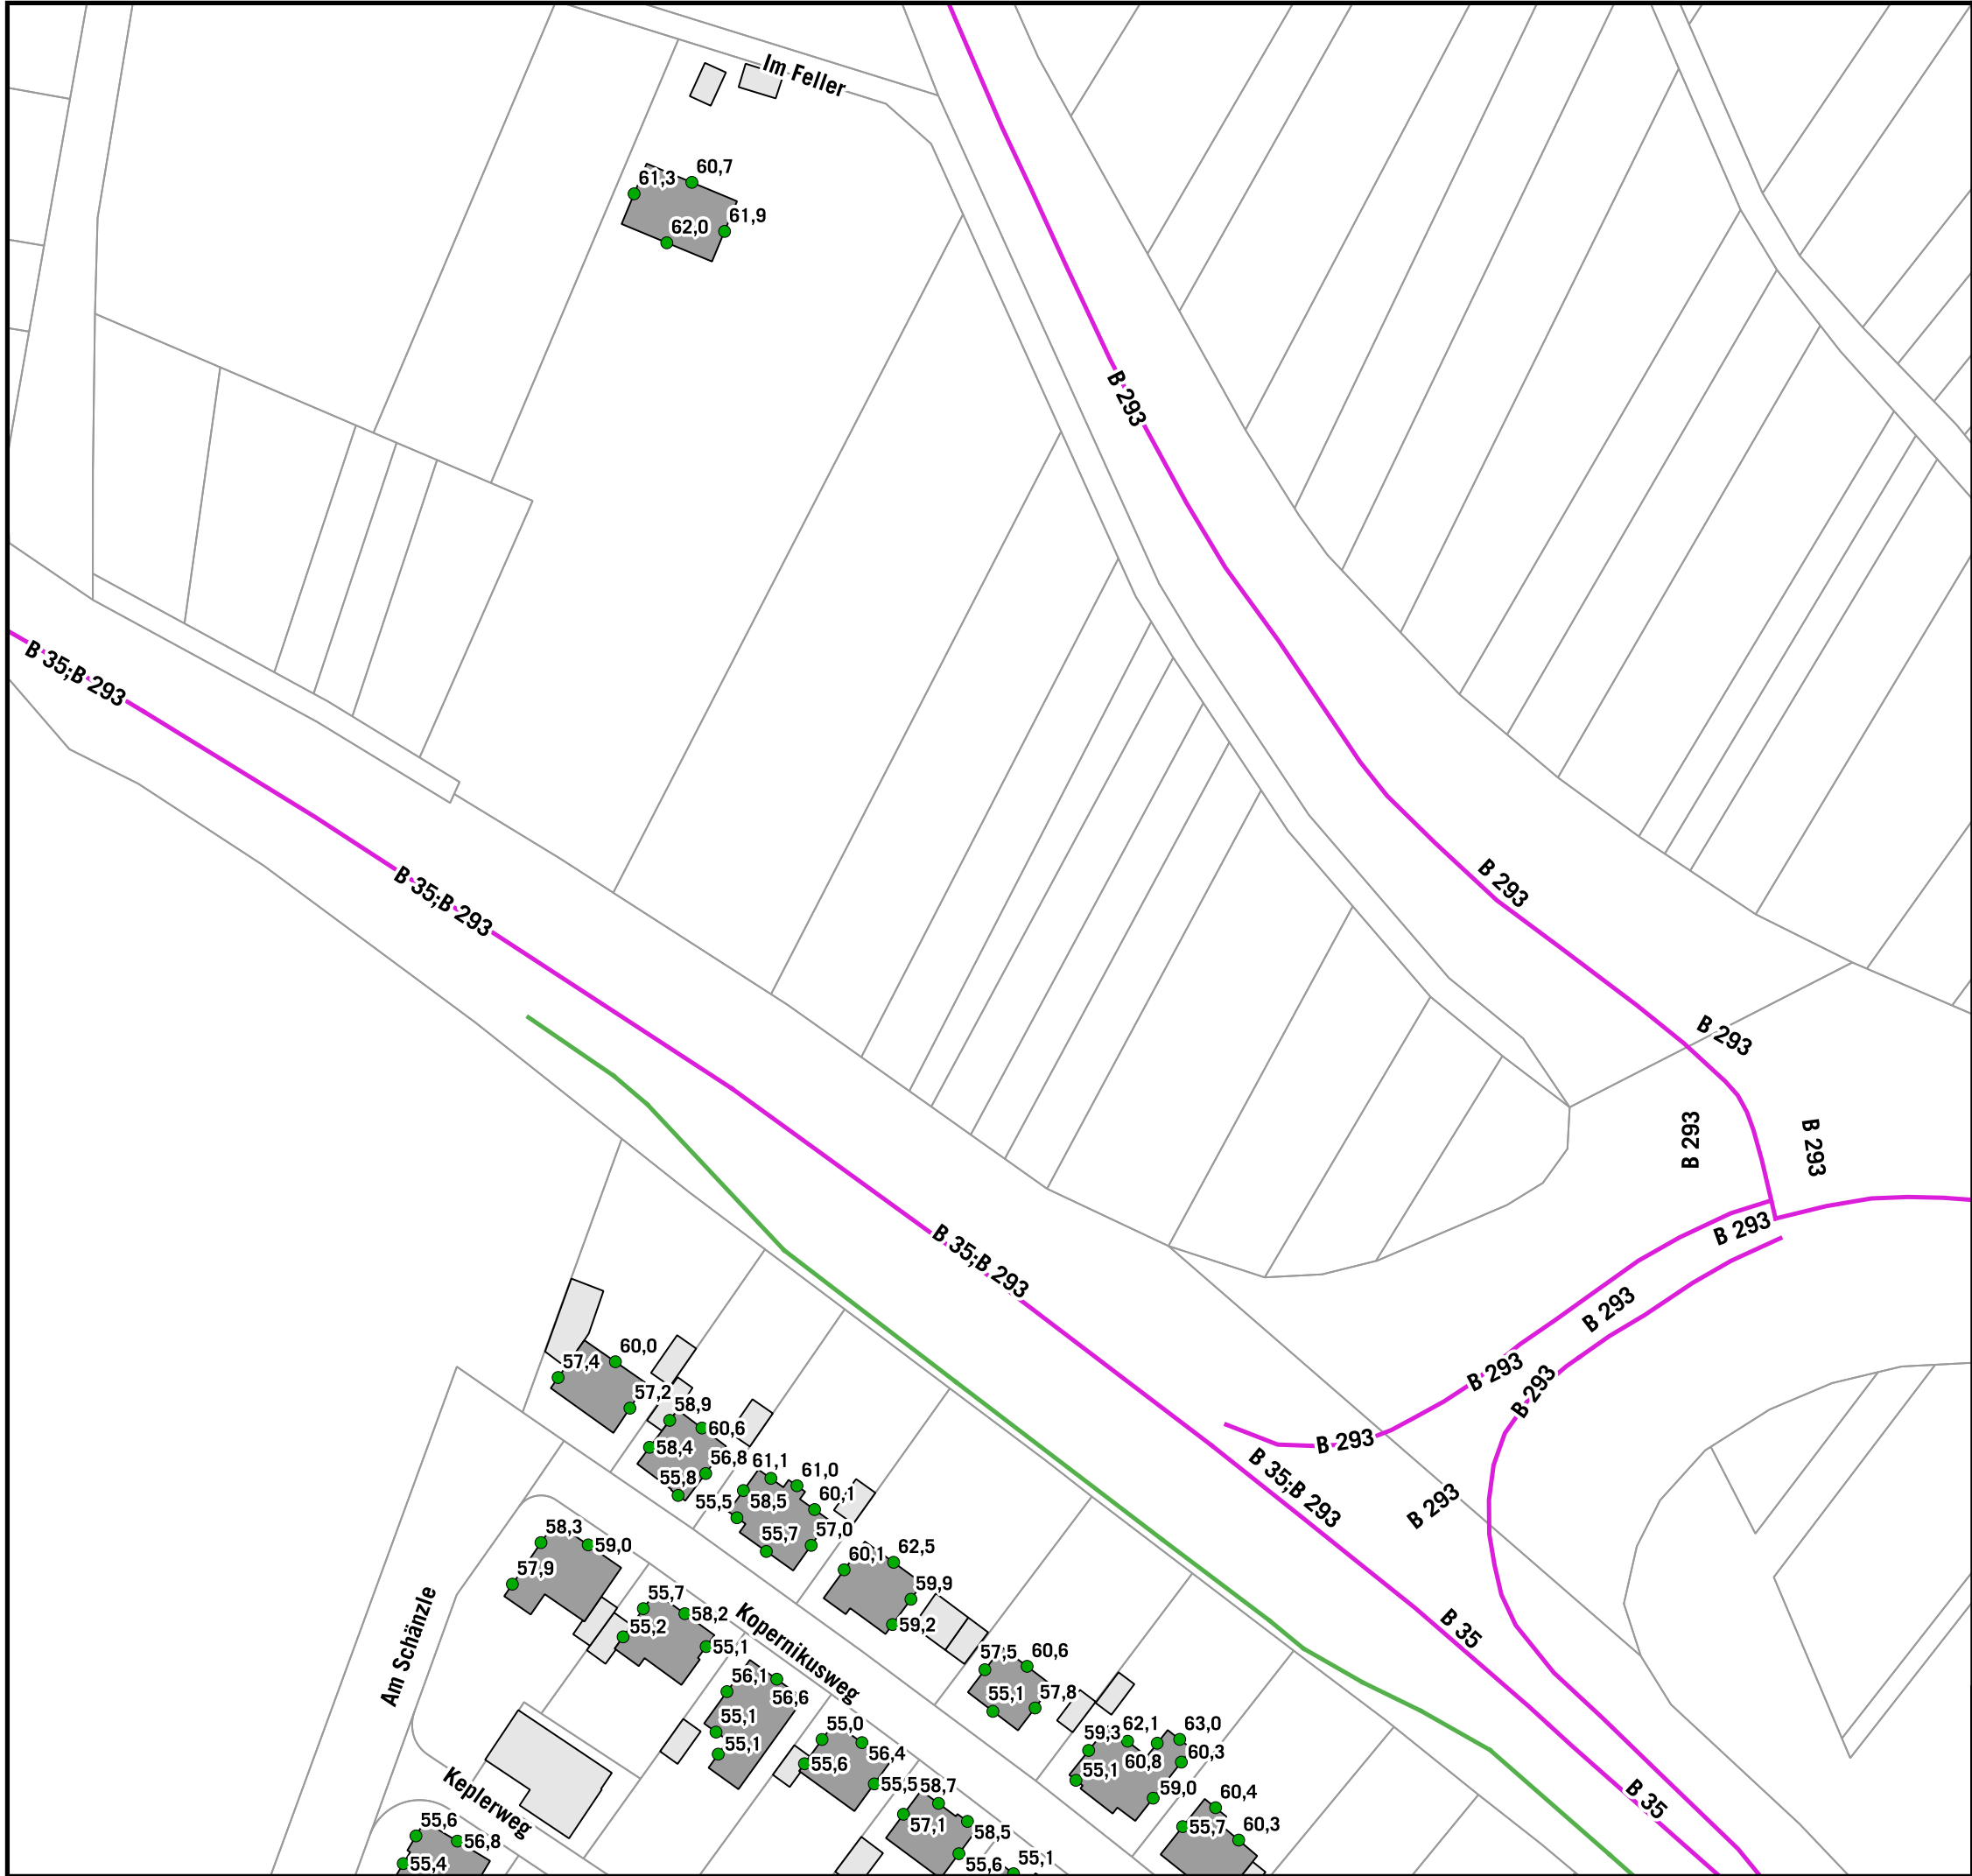 Im Feller
60,7
61,3
61,9
62,0
B 293
B 35;B 293
B 35;B 293
B 293
B 293
B 293
B 293
B 293
B 35;B 293
B 293
B 293
B 293
B 293
B 35;B 293
B 293
B 35
B 35
60,0
57,4
57,2
58,9
60,6
58,4
56,8
55,8
61,1
61,0
55,5
58,5
60,1
55,7
57,0
58,3
59,0
57,9
60,1
62,5
59,9
59,2
55,7
58,2
55,2
55,1
Kopernikusweg
Am Schänzle
56,1
56,6
55,1
55,1
57,5
60,6
55,1
57,8
55,0
56,4
55,6
55,5
59,3
62,1
63,0
60,8
60,3
55,1
59,0
Keplerweg
58,7
57,1
58,5
55,6
55,1
60,4
55,7
60,3
55,6
56,8
55,4